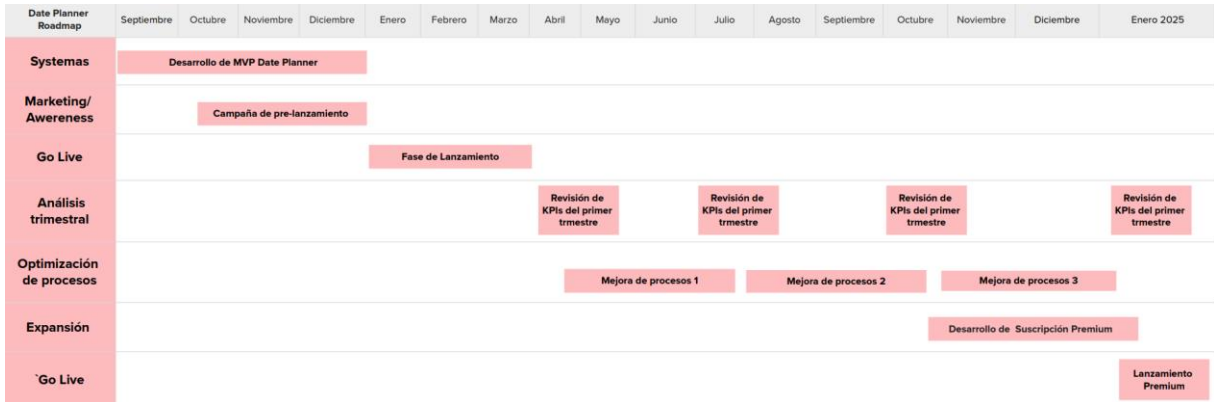 Date Planner
Roadmap
Septiembre Octubre Noviembre Diciembre Enero Febrero Marzo Abril Mayo Junio Julio Agosto Septiembre Octubre Noviembre Diciembre Enero 2025
Systemas
Desarrollo de MVP Date Planner
Marketing/
Awereness
Campaña de pre-lanzamiento
Go Live
Fase de Lanzamiento
Análisis
trimestral
Revisión de
KPIs del primer
trmestre
Revisión de
KPIs del primer
trmestre
Revisión de
KPIs del primer
trmestre
Revisión de
KPIs del primer
trmestre
Optimización
de procesos
Mejora de procesos 1
Mejora de procesos 2
Mejora de procesos 3
Expansión
Desarrollo de Suscripción Premium
`Go Live
Lanzamiento
Premium